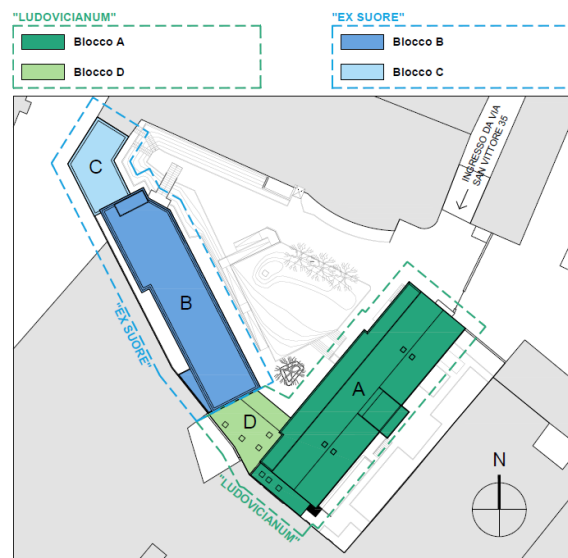 "LUDOVICIANUM"
Blocco A
Blocco D
"EX SUORE"
Blocco B
Blocco C
INGRESSO DA VIA
SAN VITTORE 35
C
B
"EX SUORE"
A
D
"LUDOVICIANUM"
N